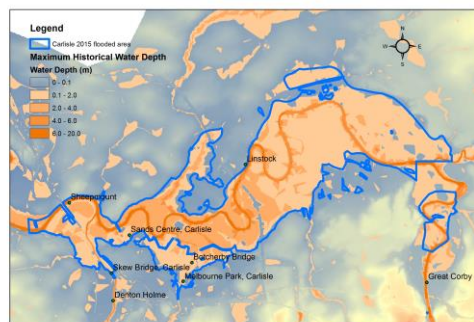 Legend
Carlisle 2015 flooded area
Maximum Historical Water Depth
Water Depth (m)
0 - 0.1
0.1 - 2.0
2.0 - 4.0
4.0 - 6.0
6.0 - 20.0
N
W
E
S
Linstock
Sheepmount
Sands Centre, Carlisle
Botcherby Bridge
Skew Bridge, Carlisle
Melbourne Park, Carlisle
Great Corby
Denton Holme